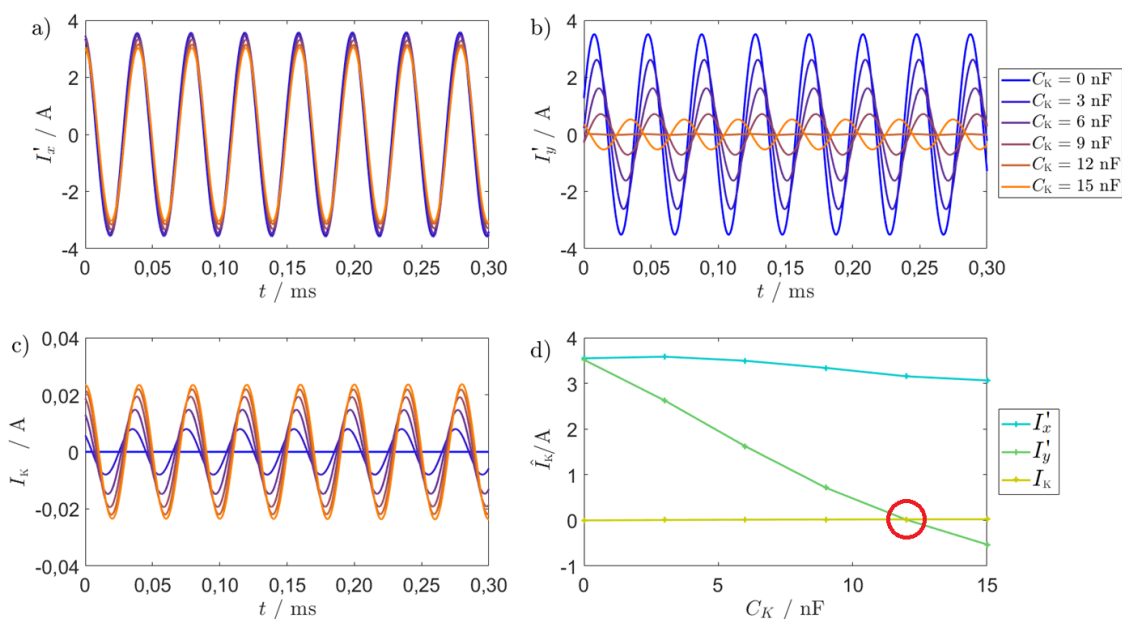 a)
4
2
0
-2
-4
I'x / A
0
0,05
0,10
0,15
0,20
0,25
0,30
t / ms
b)
4
2
0
-2
-4
I'y / A
0
0,05
0,10
0,15
0,20
0,25
0,30
t / ms
CK = 0 nF
CK = 3 nF
CK = 6 nF
CK = 9 nF
CK = 12 nF
CK = 15 nF
c)
0,04
0,02
0
-0,02
-0,04
IK / A
0
0,05
0,10
0,15
0,20
0,25
0,30
t / ms
d)
4
3
2
1
0
-1
ÎK/A
0
5
10
15
CK / nF
I'x
I'y
IK